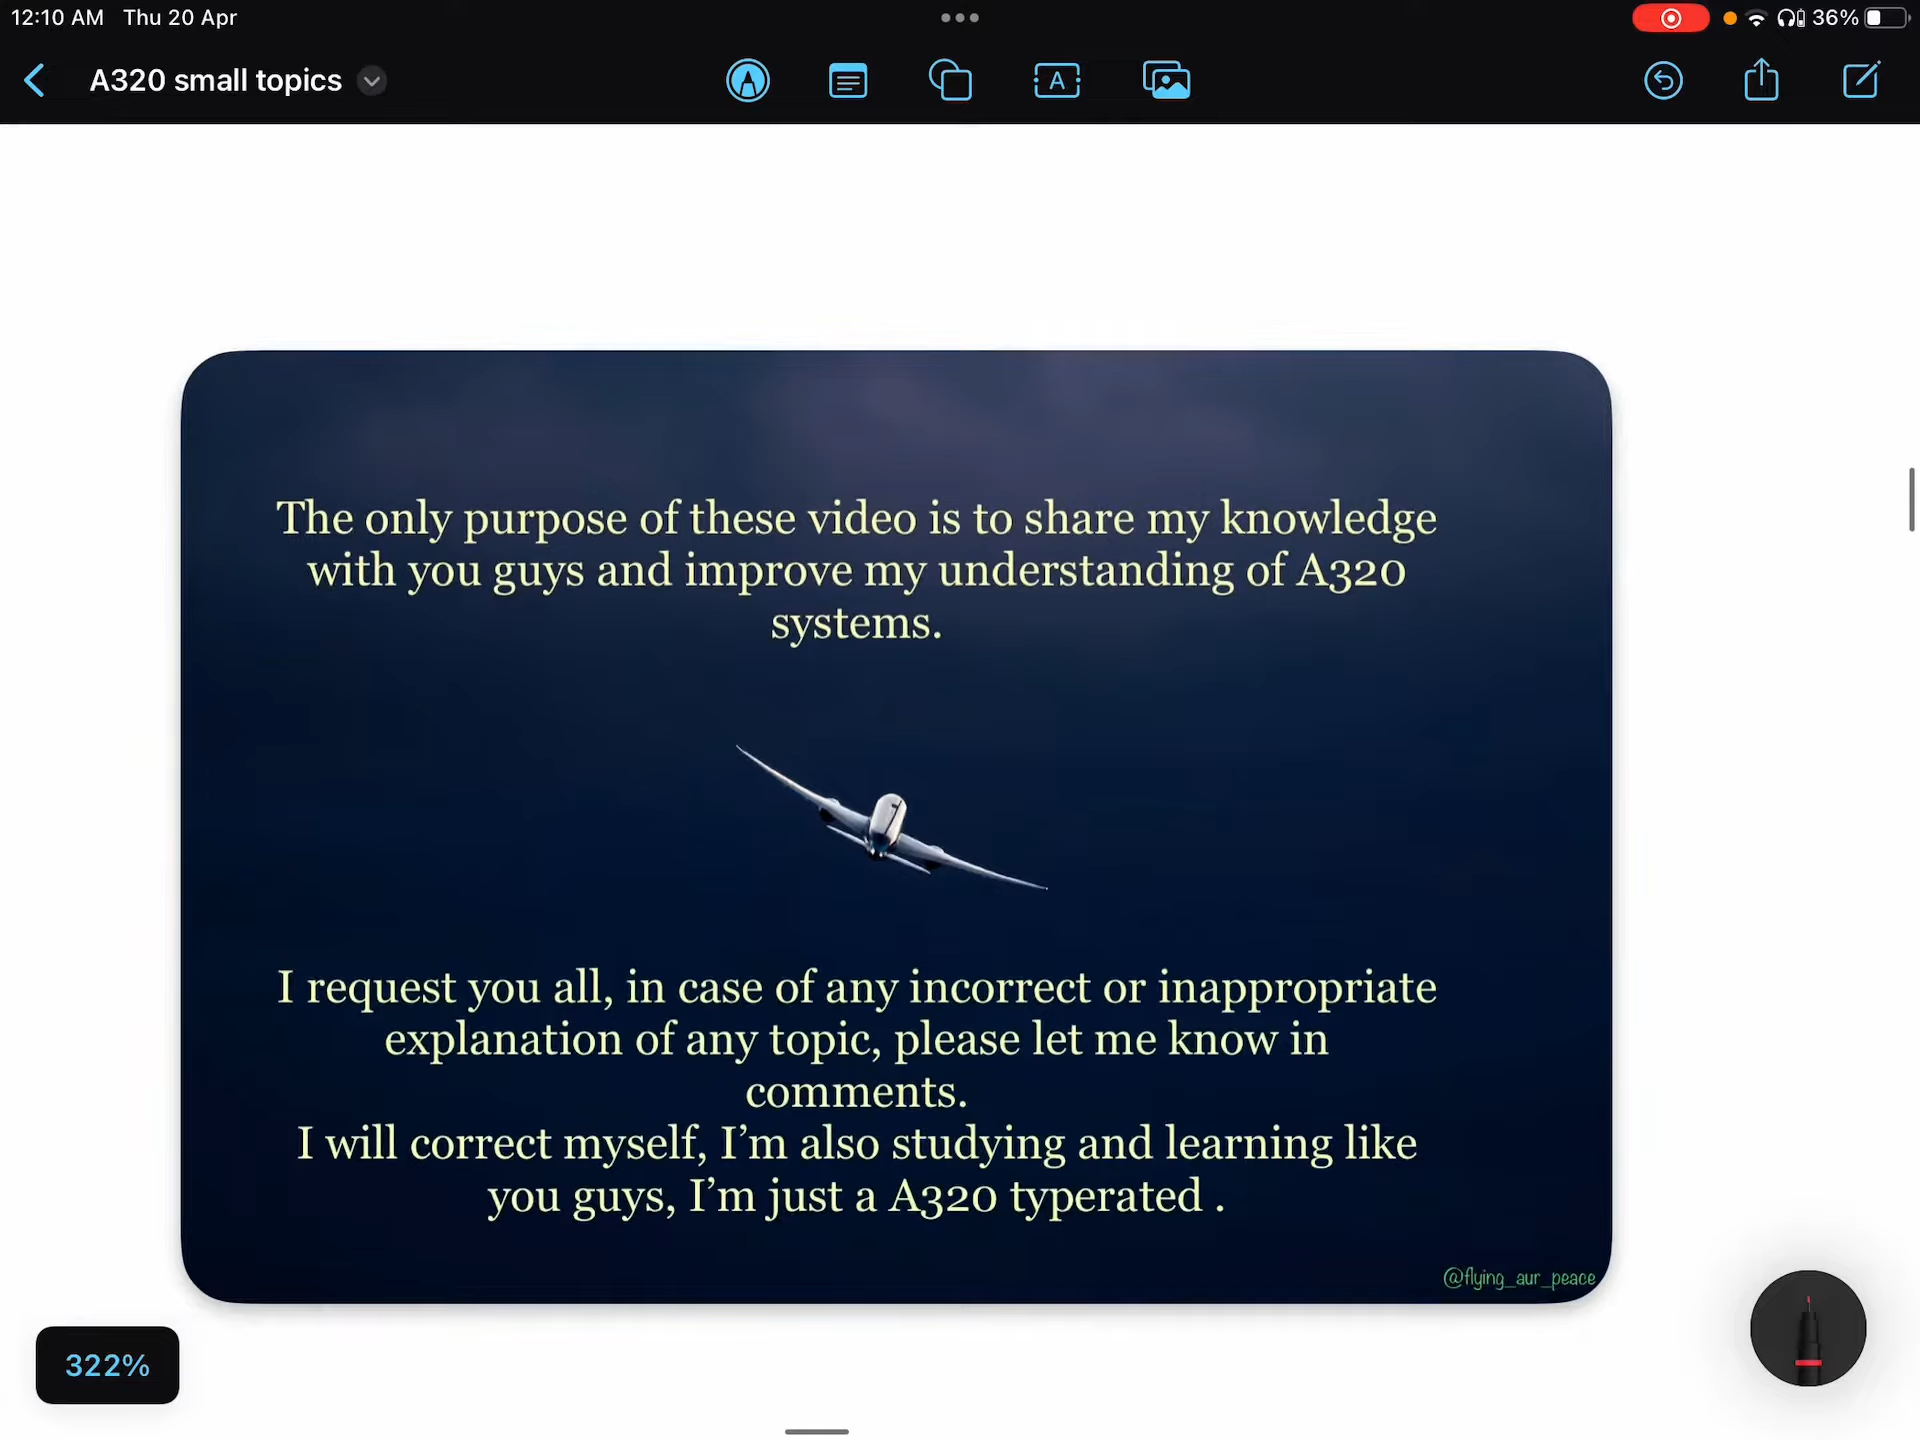 12:10 AM Thu 20 Apr
36%
A320 small topics
A
The only purpose of these video is to share my knowledge
with you guys and improve my understanding of A320
systems.
I request you all, in case of any incorrect or inappropriate
explanation of any topic, please let me know in
comments.
I will correct myself, I’m also studying and learning like
you guys, I’m just a A320 typerated .
@flying_aur_peace
322%